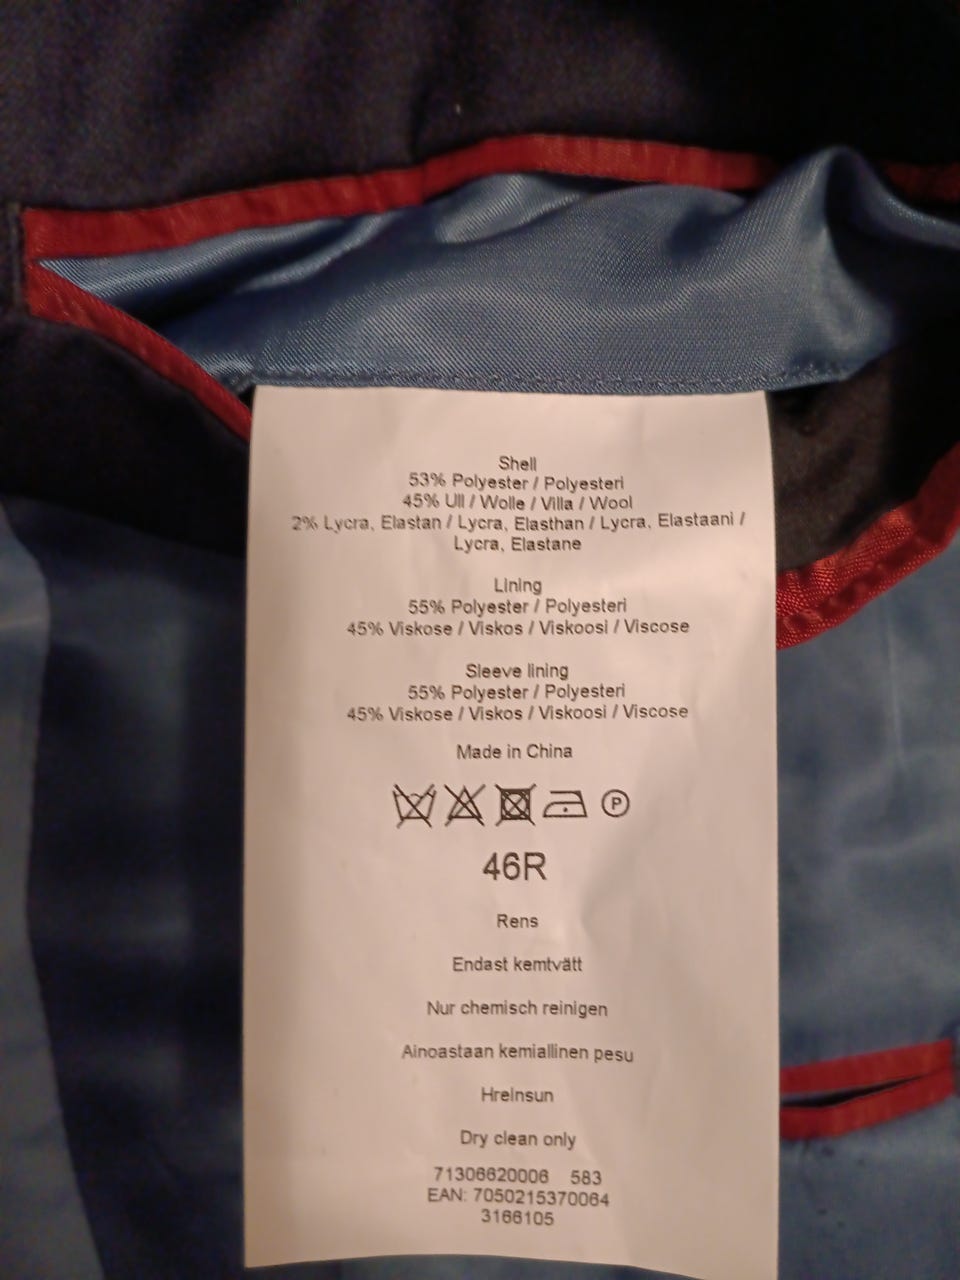 Shell
53% Polyester / Polyesteri
45% Ull / Wolle / Villa / Wool
2% Lycra, Elastan / Lycra, Elasthan / Lycra, Elastaani /
Lycra, Elastane
Lining
55% Polyester / Polyesteri
45% Viskose / Viskos / Viskoosi / Viscose
Sleeve lining
55% Polyester / Polyesteri
45% Viskose / Viskos / Viskoosi / Viscose
Made in China
P
46R
Rens
Endast kemtvätt
Nur chemisch reinigen
Ainoastaan kemiallinen pesu
Hreinsun
Dry clean only
71306620006 583
EAN: 7050215370064
3166105